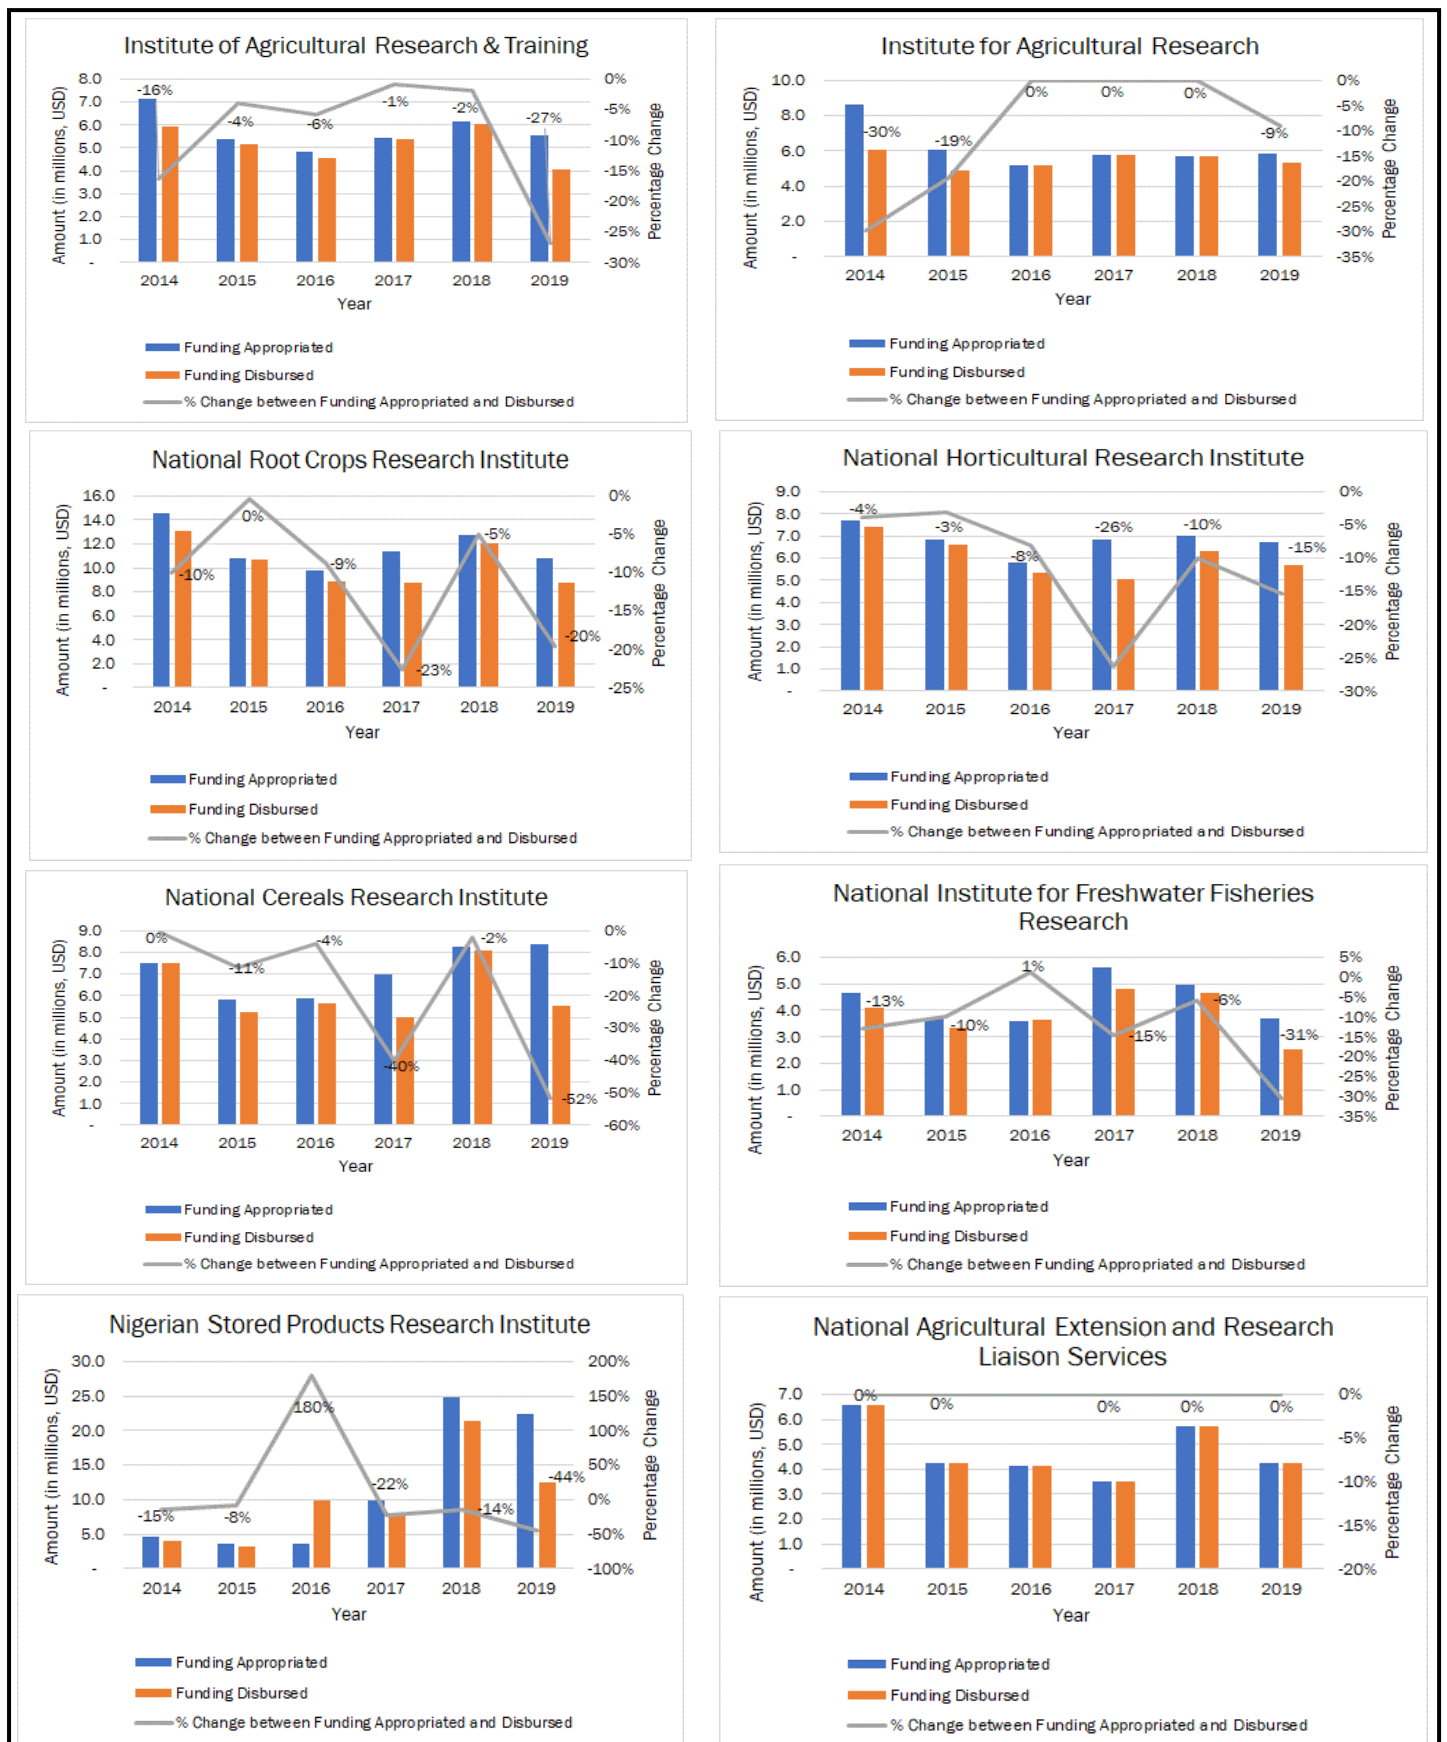 Institute of Agricultural Research & Training
Amount (in millions, USD)
8.0
7.0
6.0
5.0
4.0
3.0
2.0
1.0
-
-16%
-4%
-6%
-1%
-2%
-27%
0%
-5%
-10%
-15%
-20%
-25%
-30%
Percentage Change
2014 2015 2016 2017 2018 2019
Year
Funding Appropriated
Funding Disbursed
% Change between Funding Appropriated and Disbursed
Institute for Agricultural Research
Amount (in millions, USD)
10.0
8.0
6.0
4.0
2.0
-
-30%
-19%
0%
0%
0%
-9%
0%
-5%
-10%
-15%
-20%
-25%
-30%
-35%
Percentage Change
2014 2015 2016 2017 2018 2019
Year
Funding Appropriated
Funding Disbursed
% Change between Funding Appropriated and Disbursed
National Root Crops Research Institute
Amount (in millions, USD)
16.0
14.0
12.0
10.0
8.0
6.0
4.0
2.0
-
-10%
0%
-9%
-23%
-5%
-20%
0%
-5%
-10%
-15%
-20%
-25%
Percentage Change
2014 2015 2016 2017 2018 2019
Year
Funding Appropriated
Funding Disbursed
% Change between Funding Appropriated and Disbursed
National Horticultural Research Institute
Amount (in millions, USD)
9.0
8.0
7.0
6.0
5.0
4.0
3.0
2.0
1.0
-
-4%
-3%
-8%
-26%
-10%
-15%
0%
-5%
-10%
-15%
-20%
-25%
-30%
Percentage Change
2014 2015 2016 2017 2018 2019
Year
Funding Appropriated
Funding Disbursed
% Change between Funding Appropriated and Disbursed
National Cereals Research Institute
Amount (in millions, USD)
9.0
8.0
7.0
6.0
5.0
4.0
3.0
2.0
1.0
-
0%
-11%
-4%
-40%
-2%
-52%
0%
-10%
-20%
-30%
-40%
-50%
-60%
Percentage Change
2014 2015 2016 2017 2018 2019
Year
Funding Appropriated
Funding Disbursed
% Change between Funding Appropriated and Disbursed
National Institute for Freshwater Fisheries
Research
Amount (in millions, USD)
6.0
5.0
4.0
3.0
2.0
1.0
-
-13%
-10%
1%
-15%
-6%
-31%
5%
0%
-5%
-10%
-15%
-20%
-25%
-30%
-35%
Percentage Change
2014 2015 2016 2017 2018 2019
Year
Funding Appropriated
Funding Disbursed
% Change between Funding Appropriated and Disbursed
Nigerian Stored Products Research Institute
Amount (in millions, USD)
30.0
25.0
20.0
15.0
10.0
5.0
-
-15%
-8%
180%
-22%
-14%
-44%
200%
150%
100%
50%
0%
-50%
-100%
Percentage Change
2014 2015 2016 2017 2018 2019
Year
Funding Appropriated
Funding Disbursed
% Change between Funding Appropriated and Disbursed
National Agricultural Extension and Research
Liaison Services
Amount (in millions, USD)
7.0
6.0
5.0
4.0
3.0
2.0
1.0
-
0%
0%
0%
0%
0%
0%
-5%
-10%
-15%
-20%
Percentage Change
2014 2015 2016 2017 2018 2019
Year
Funding Appropriated
Funding Disbursed
% Change between Funding Appropriated and Disbursed